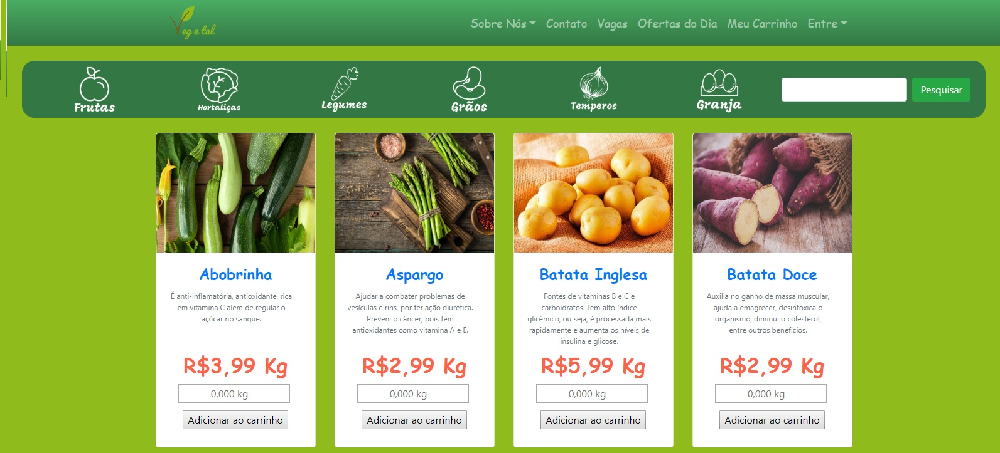 Vegetal
Sobre Nós Contato Vagas Ofertas do Dia Meu Carrinho Entre
Frutas Hortaliças Legumes Grãos Temperos Granja Pesquisar
Abobrinha
É anti-inflamatória, antioxidante, rica
em vitamina C alem de regular o
açúcar no sangue.
R$3,99 Kg
0,000 kg
Adicionar ao carrinho
Aspargo
Ajudar a combater problemas de
vesículas e rins, por ter ação diurética.
Preveni o câncer, pois tem
antioxidantes como vitamina A e E.
R$2,99 Kg
0,000 kg
Adicionar ao carrinho
Batata Inglesa
Fontes de vitaminas B e C e
carboidratos. Tem alto índice
glicêmico, ou seja, é processada mais
rapidamente e aumenta os níveis de
insulina e glicose.
R$5,99 Kg
0,000 kg
Adicionar ao carrinho
Batata Doce
Auxilia no ganho de massa muscular,
ajuda a emagrecer, desintoxica o
organismo, diminui o colesterol,
entre outros beneficios.
R$2,99 Kg
0,000 kg
Adicionar ao carrinho